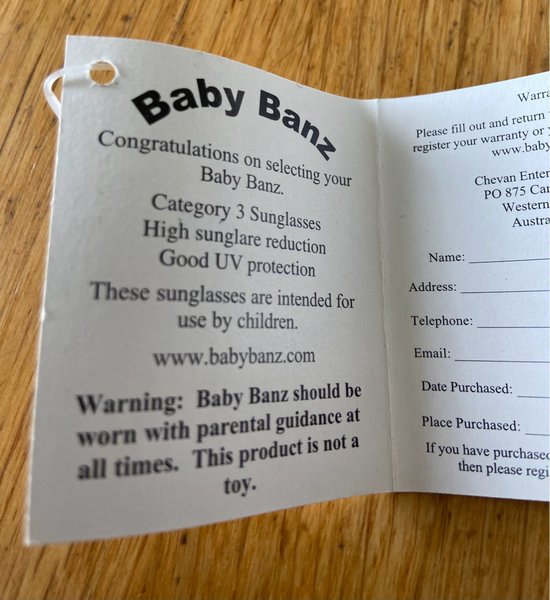 Baby Banz
Congratulations on selecting your
Baby Banz.
Category 3 Sunglasses
High sunglare reduction
Good UV protection
These sunglasses are intended for
use by children.
www.babybanz.com
Warning: Baby Banz should be
worn with parental guidance at
all times. This product is not a
toy.
Please fill out and return
register your warranty or
www.baby
Chevan
PO 875
Western
Name:
Address:
Telephone:
Email:
Date Purchased:
Place Purchased:
If you have purchased
then please